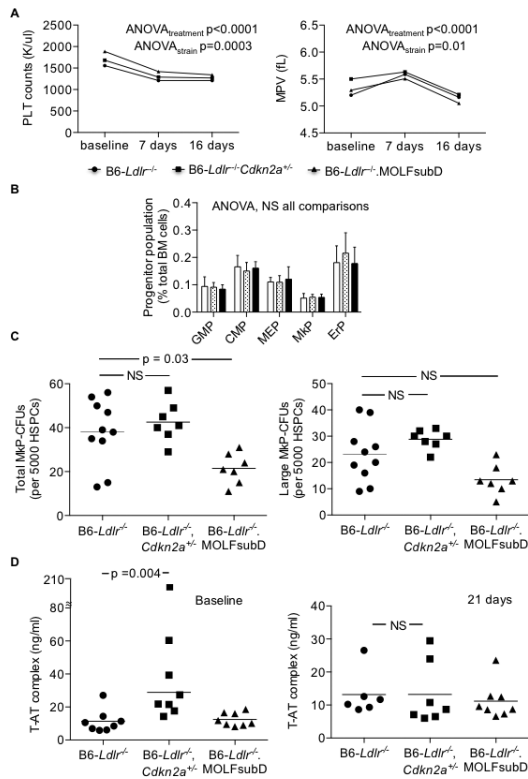 A
ANOVAtreatment p<0.0001
ANOVAstrain p=0.0003
PLT counts (K/ul)
2500
2000
1500
1000
500
0
baseline 7 days 16 days
ANOVAtreatment p<0.0001
ANOVAstrain p=0.01
MPV (fL)
6.5
6.0
5.5
5.0
4.5
baseline 7 days 16 days
B6-Ldlr-/- B6-Ldlr-/-Cdkn2a+/- B6-Ldlr-/-.MOLFsubD
B
ANOVA, NS all comparisons
Progenitor population
(% total BM cells)
0.4
0.3
0.2
0.1
0.0
GMP CMP MEP MkP ErP
C
p = 0.03
NS
Total MkP-CFUs
(per 5000 HSPCs)
60
40
20
0
B6-Ldlr-/- B6-Ldlr-/-, B6-Ldlr-/-.
Cdkn2a+/- MOLFsubD
NS
NS
Large MkP-CFUs
(per 5000 HSPCs)
50
40
30
20
10
0
B6-Ldlr-/- B6-Ldlr-/-, B6-Ldlr-/-.
Cdkn2a+/- MOLFsubD
D
p =0.004
Baseline
T-AT complex (ng/ml)
210
80
60
40
20
0
B6-Ldlr-/- B6-Ldlr-/-, B6-Ldlr-/-.
Cdkn2a+/- MOLFsubD
21 days
NS
T-AT complex (ng/ml)
40
30
20
10
0
B6-Ldlr-/- B6-Ldlr-/-, B6-Ldlr-/-.
Cdkn2a+/- MOLFsubD